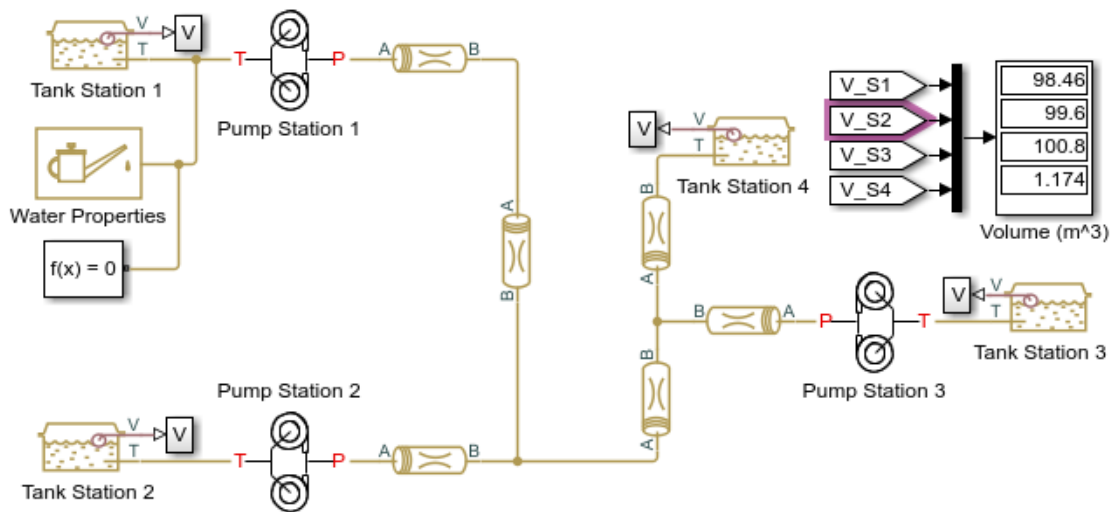 V
V
T
Tank Station 1
T
P
Pump Station 1
A
B
Water Properties
f(x) = 0
A
B
V
V
T
Tank Station 4
V_S1
V_S2
V_S3
V_S4
98.46
99.6
100.8
1.174
Volume (m^3)
B
A
B
A
P
T
Pump Station 3
V
V
T
Tank Station 3
B
A
Pump Station 2
V
V
T
Tank Station 2
T
P
A
B